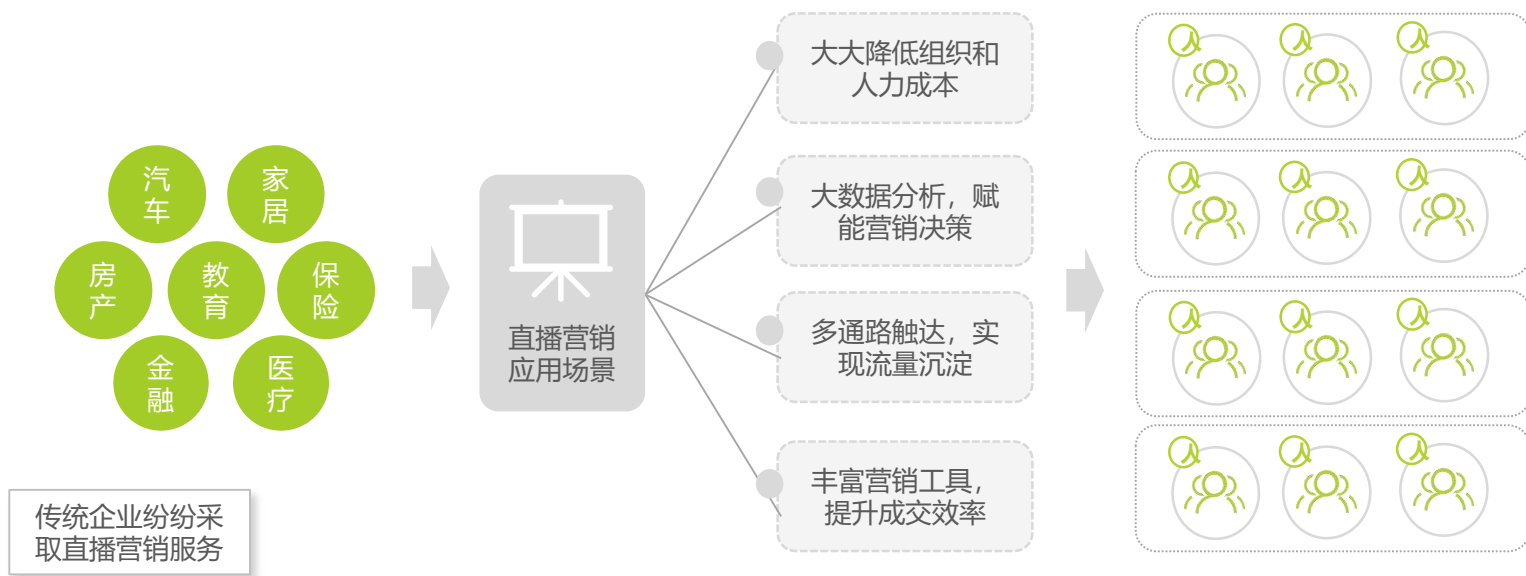 汽
车
家
居
房
产
教
育
保
险
金
融
医
疗
传统企业纷纷采
取直播营销服务
直播营销
应用场景
大大降低组织和
人力成本
大数据分析，赋
能营销决策
多通路触达，实
现流量沉淀
丰富营销工具，
提升成交效率